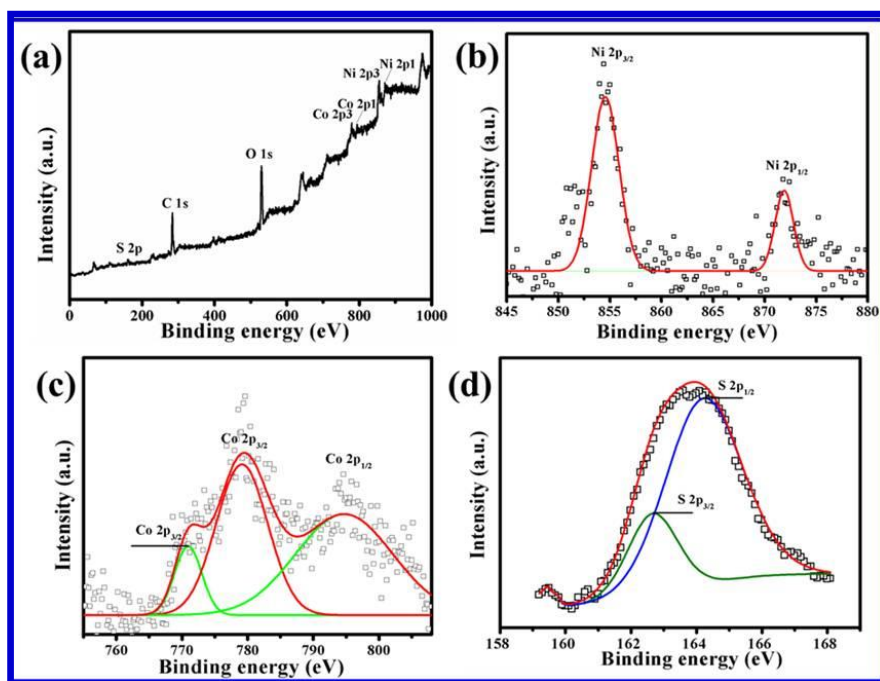 (a)
Ni 2p3
Ni 2p1
Co 2p3
Co 2p1
O 1s
C 1s
S 2p
Intensity (a.u.)
0 200 400 600 800 1000
Binding energy (eV)
(b)
Ni 2p3/2
Ni 2p1/2
Intensity (a.u.)
845 850 855 860 865 870 875 880
Binding energy (eV)
(c)
Co 2p3/2
Co 2p1/2
Co 2p3/2
Intensity (a.u.)
760 770 780 790 800
Binding energy (eV)
(d)
S 2p1/2
S 2p3/2
Intensity (a.u.)
158 160 162 164 166 168
Binding energy (eV)